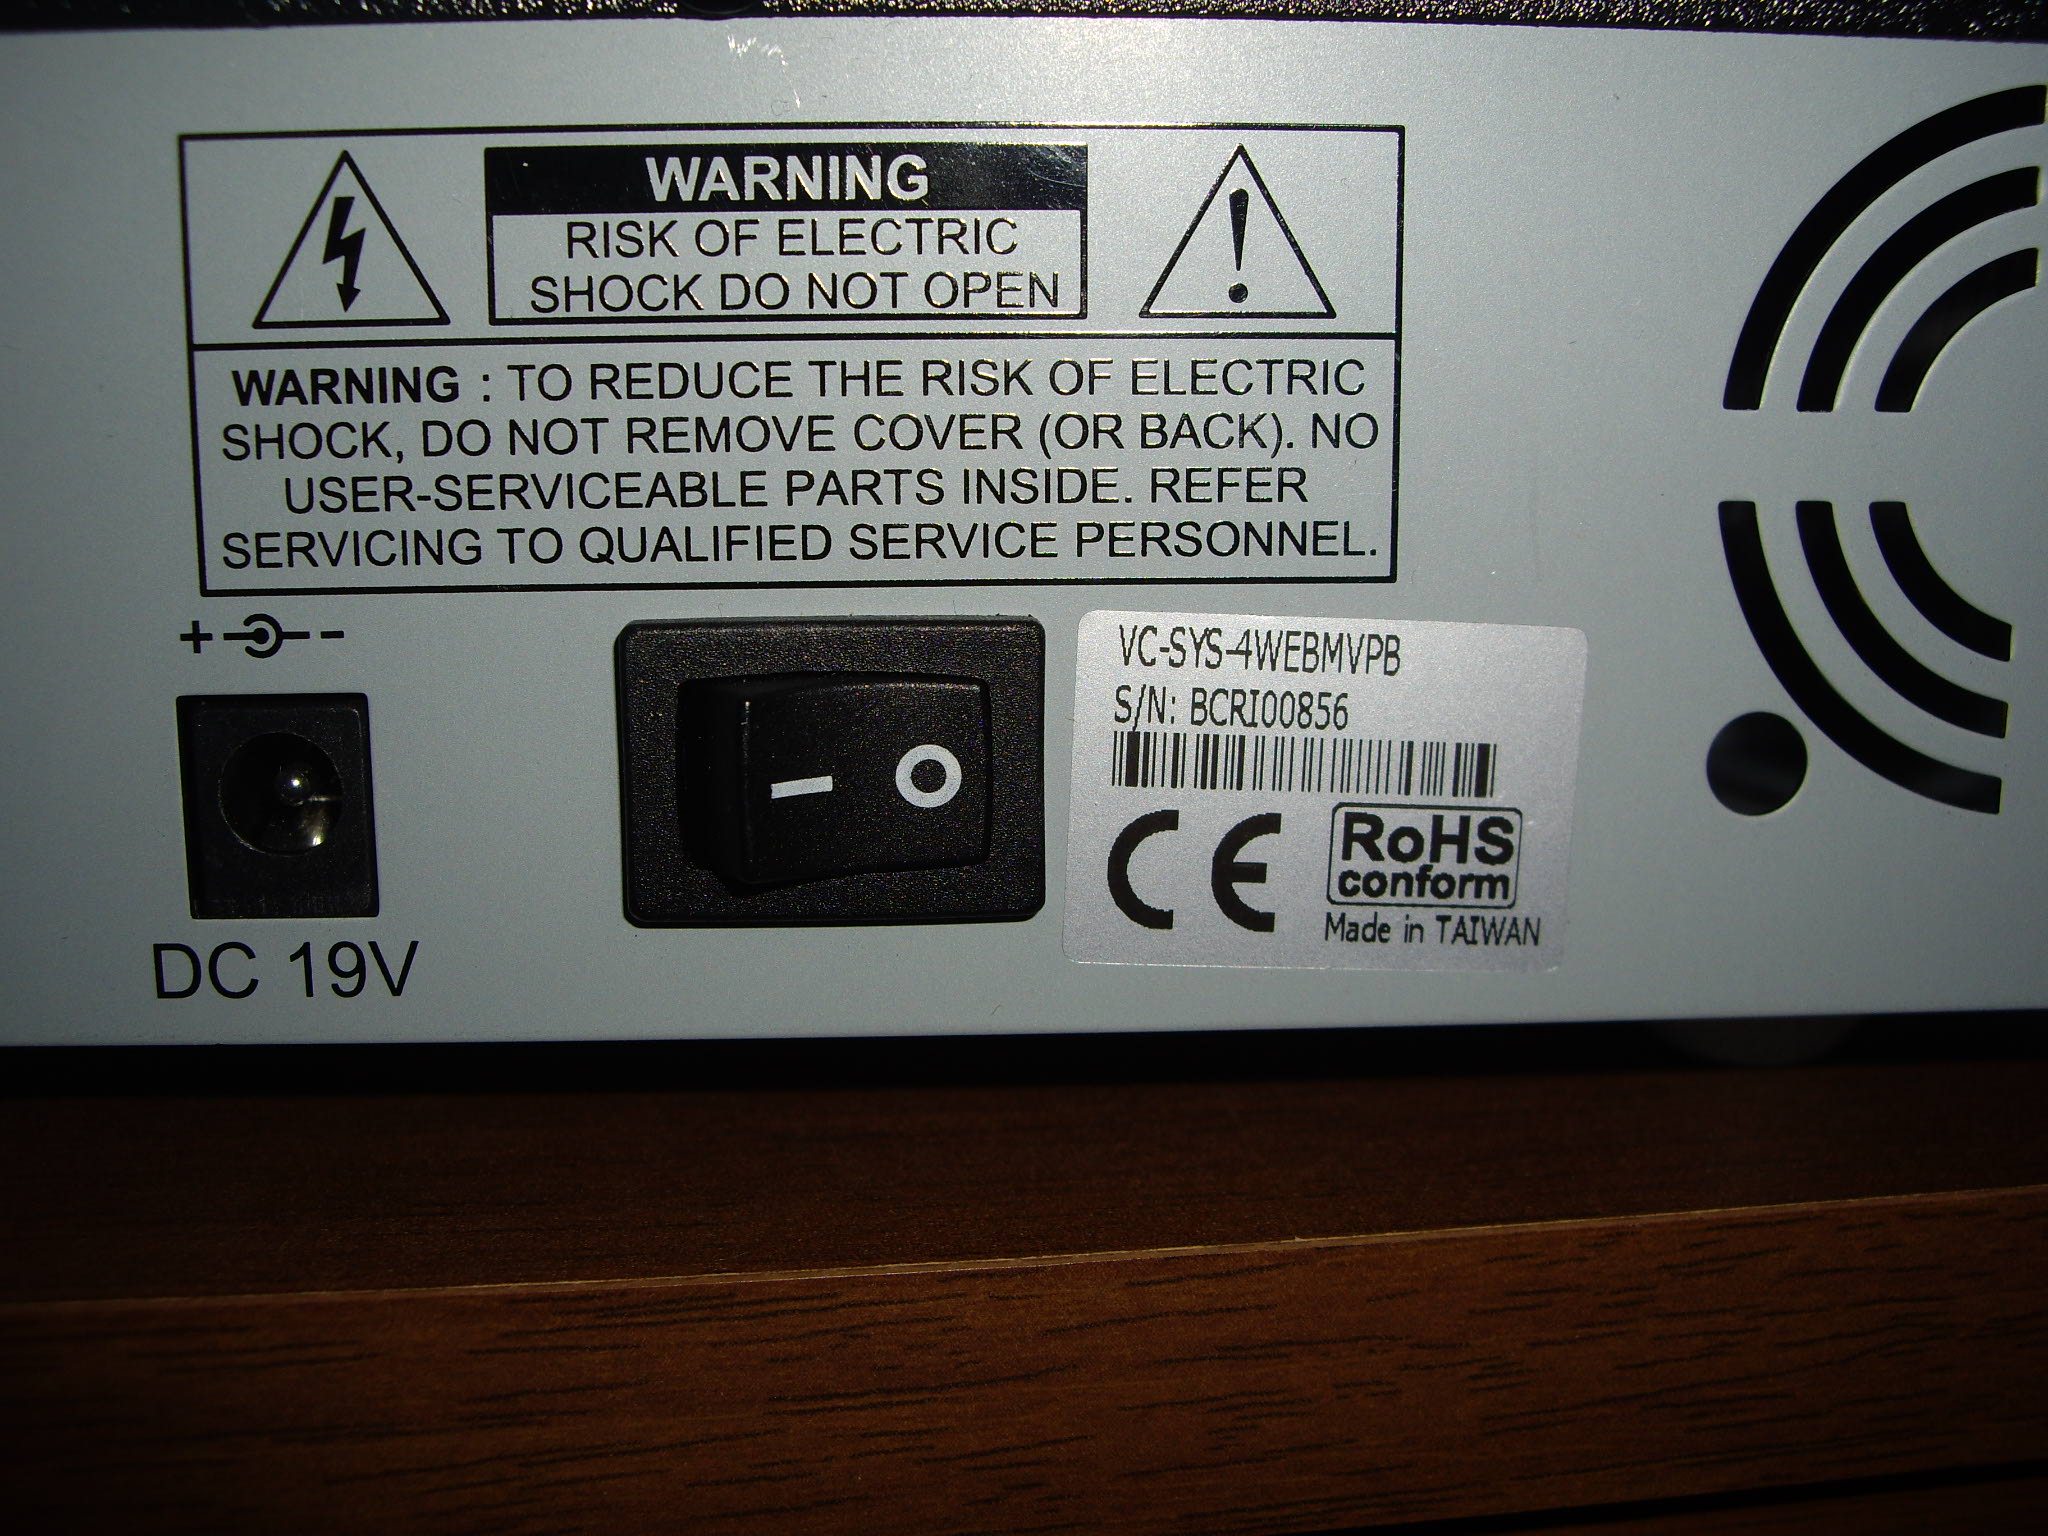 WARNING
RISK OF ELECTRIC
SHOCK DO NOT OPEN
WARNING : TO REDUCE THE RISK OF ELECTRIC
SHOCK, DO NOT REMOVE COVER (OR BACK). NO
USER-SERVICEABLE PARTS INSIDE. REFER
SERVICING TO QUALIFIED SERVICE PERSONNEL.
DC 19V
VC-SYS-4WEBMVPB
S/N: BCRI00856
CE
RoHS
conform
Made in TAIWAN